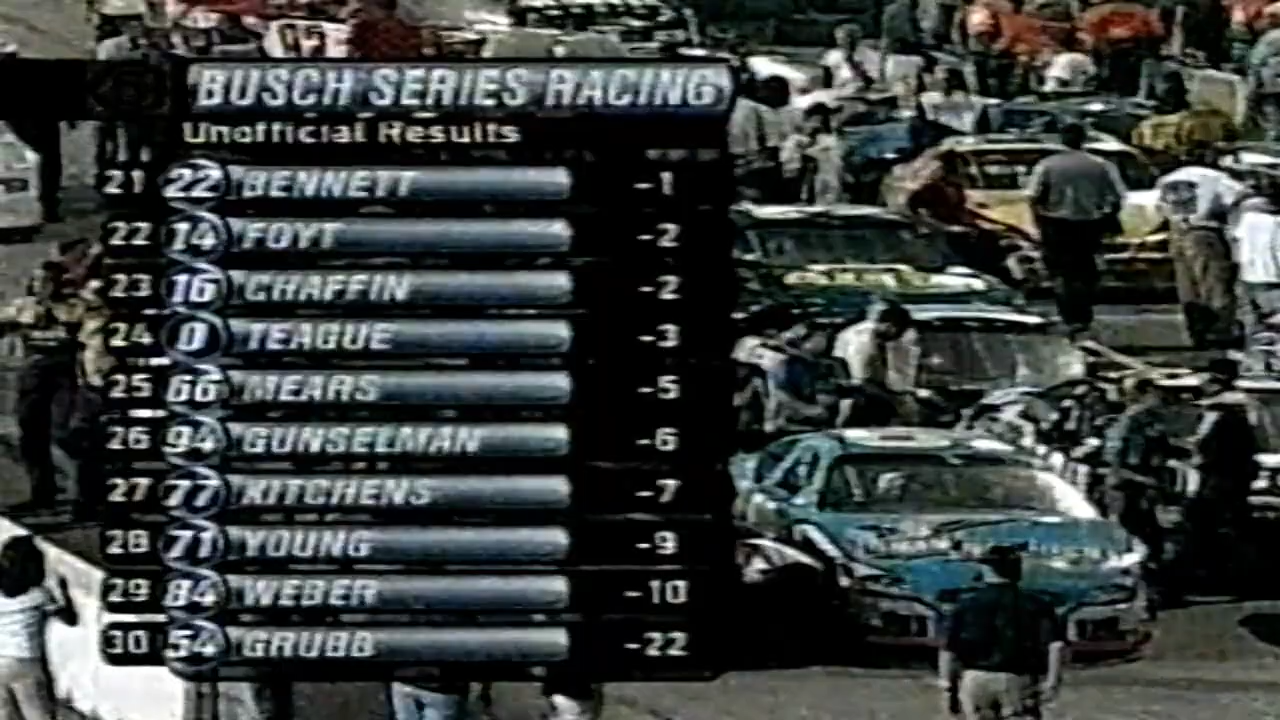 BUSCH SERIES RACING
Unofficial Results
21 22 BENNETT -1
22 14 FOYT -2
23 16 CHAFFIN -2
24 0 TEAGUE -3
25 66 MEARS -5
26 94 GUNSELMAN -6
27 77 KITCHENS -7
28 71 YOUNG -9
29 84 WEBER -10
30 54 GRUBB -22